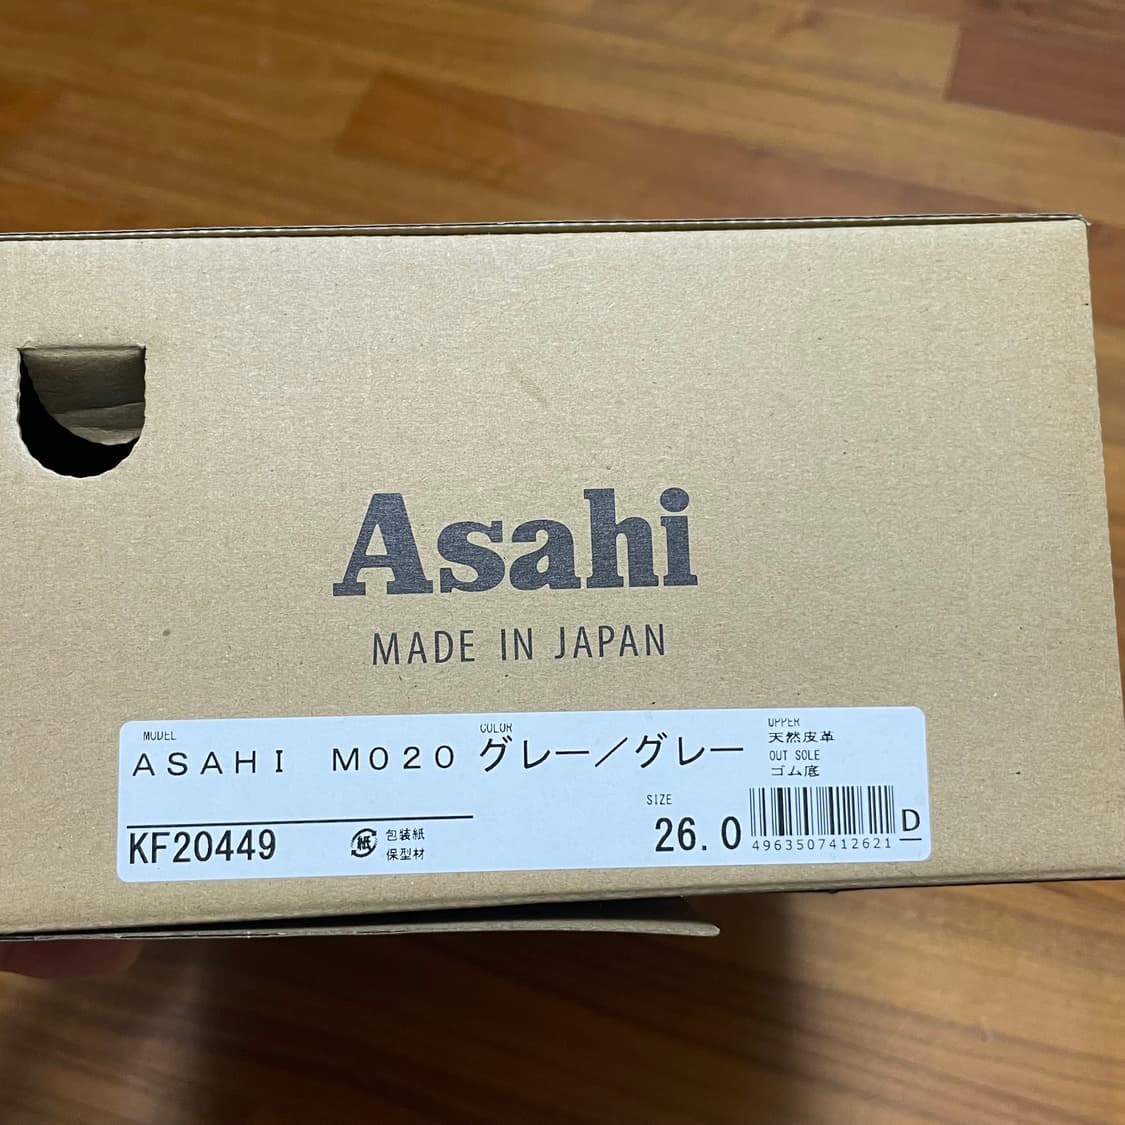 Asahi
MADE IN JAPAN
MODEL
ＡＳＡＨＩ　Ｍ０２０
COLOR
グレー／グレー
UPPER
天然皮革
OUT SOLE
ゴム底
KF20449
紙
包装紙
保型材
SIZE
26.0
4963507412621
D